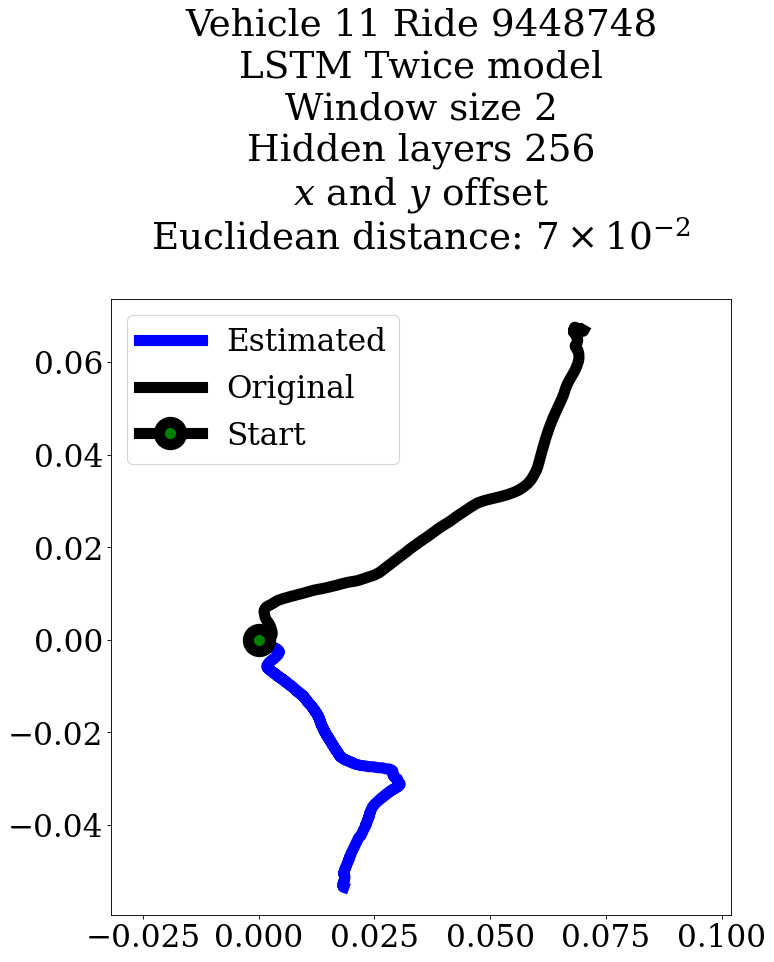 Vehicle 11 Ride 9448748
LSTM Twice model
Window size 2
Hidden layers 256
x and y offset
Euclidean distance: 7 × 10⁻²
Estimated
Original
Start
0.06
0.04
0.02
0.00
−0.02
−0.04
−0.025 0.000 0.025 0.050 0.075 0.100